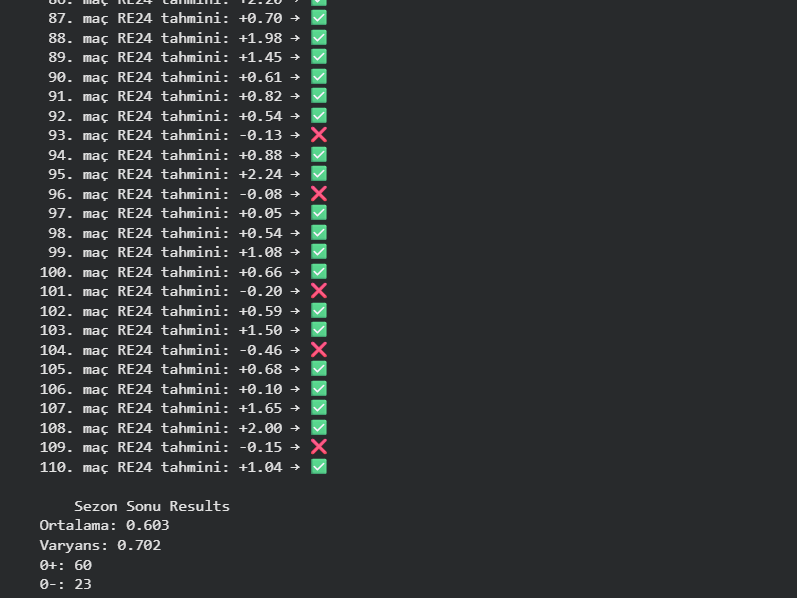 86. maç RE24 tahmini: +2.20 → ✅
87. maç RE24 tahmini: +0.70 → ✅
88. maç RE24 tahmini: +1.98 → ✅
89. maç RE24 tahmini: +1.45 → ✅
90. maç RE24 tahmini: +0.61 → ✅
91. maç RE24 tahmini: +0.82 → ✅
92. maç RE24 tahmini: +0.54 → ✅
93. maç RE24 tahmini: -0.13 → ❌
94. maç RE24 tahmini: +0.88 → ✅
95. maç RE24 tahmini: +2.24 → ✅
96. maç RE24 tahmini: -0.08 → ❌
97. maç RE24 tahmini: +0.05 → ✅
98. maç RE24 tahmini: +0.54 → ✅
99. maç RE24 tahmini: +1.08 → ✅
100. maç RE24 tahmini: +0.66 → ✅
101. maç RE24 tahmini: -0.20 → ❌
102. maç RE24 tahmini: +0.59 → ✅
103. maç RE24 tahmini: +1.50 → ✅
104. maç RE24 tahmini: -0.46 → ❌
105. maç RE24 tahmini: +0.68 → ✅
106. maç RE24 tahmini: +0.10 → ✅
107. maç RE24 tahmini: +1.65 → ✅
108. maç RE24 tahmini: +2.00 → ✅
109. maç RE24 tahmini: -0.15 → ❌
110. maç RE24 tahmini: +1.04 → ✅
Sezon Sonu Results
Ortalama: 0.603
Varyans: 0.702
0+: 60
0-: 23